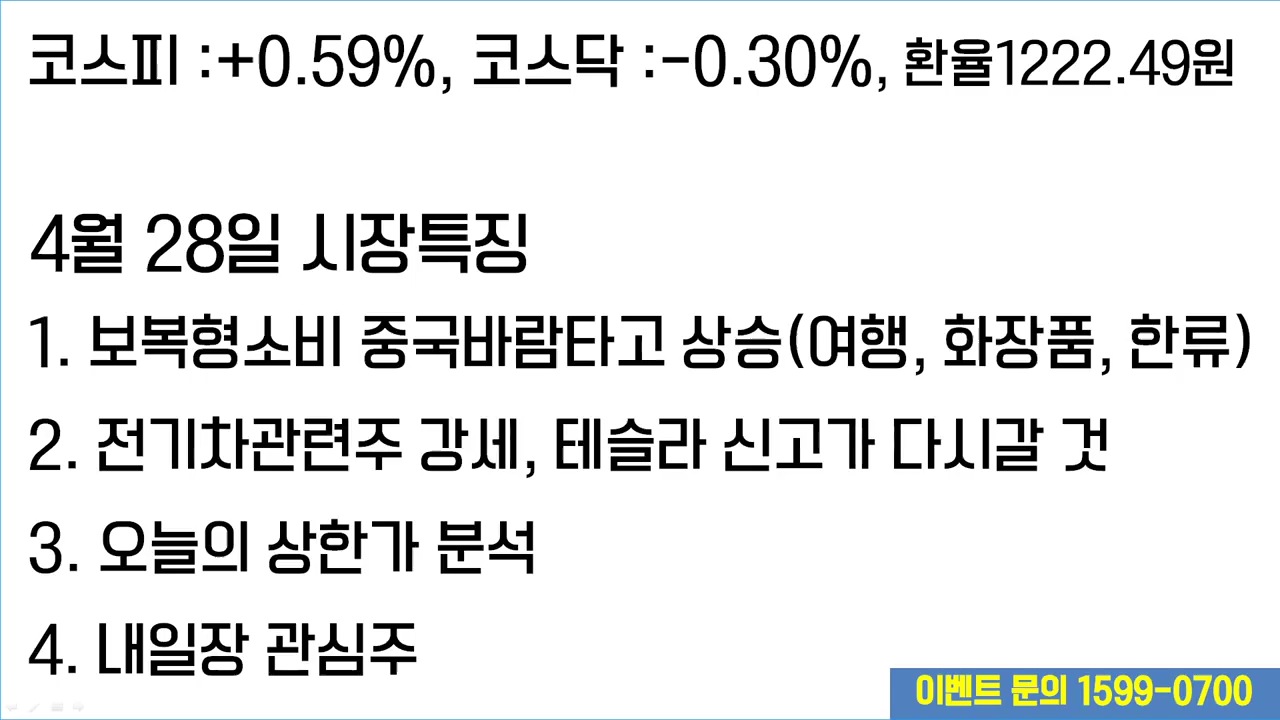 코스피 :+0.59%, 코스닥 :-0.30%, 환율1222.49원
4월 28일 시장특징
1. 보복형소비 중국바람타고 상승(여행, 화장품, 한류)
2. 전기차관련주 강세, 테슬라 신고가 다시갈 것
3. 오늘의 상한가 분석
4. 내일장 관심주
이벤트 문의 1599-0700